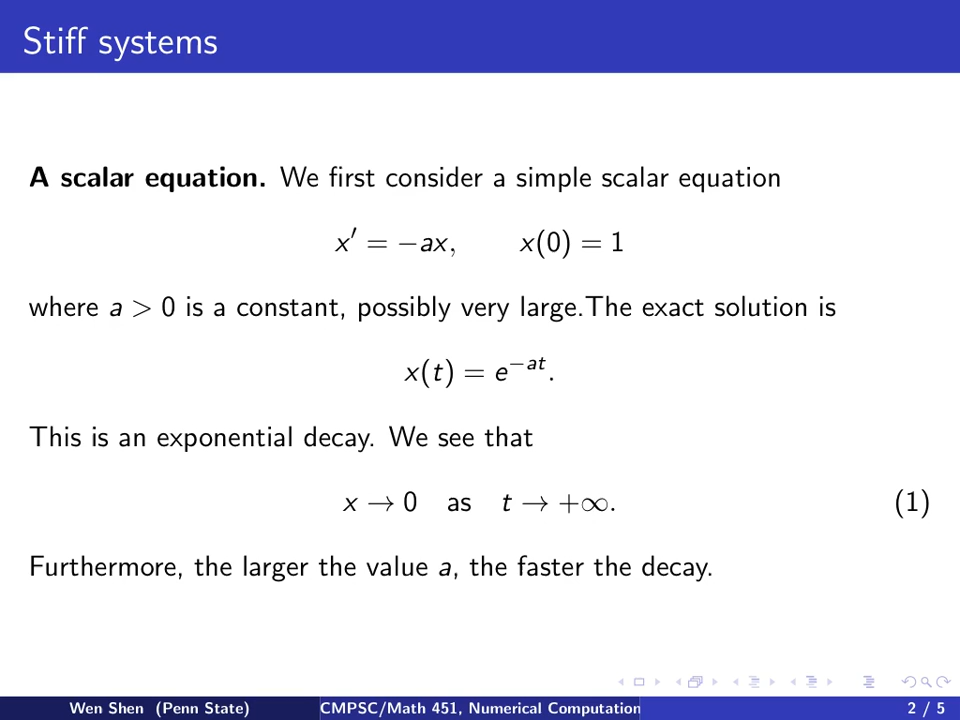 Stiff systems
A scalar equation. We first consider a simple scalar equation
x′ = −ax, x(0) = 1
where a > 0 is a constant, possibly very large.The exact solution is
x(t) = e^{−at}.
This is an exponential decay. We see that
x → 0 as t → +∞. (1)
Furthermore, the larger the value a, the faster the decay.
Wen Shen (Penn State) CMPSC/Math 451, Numerical Computation 2 / 5